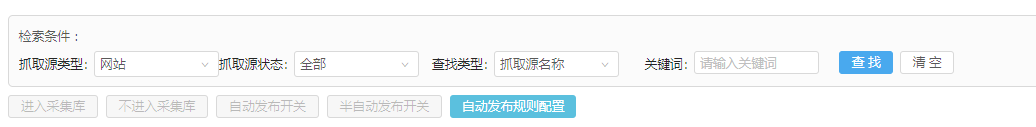 检索条件：
抓取源类型: 网站 抓取源状态: 全部 查找类型: 抓取源名称 关键词: 请输入关键词 查 找 清 空
进入采集库 不进入采集库 自动发布开关 半自动发布开关 自动发布规则配置